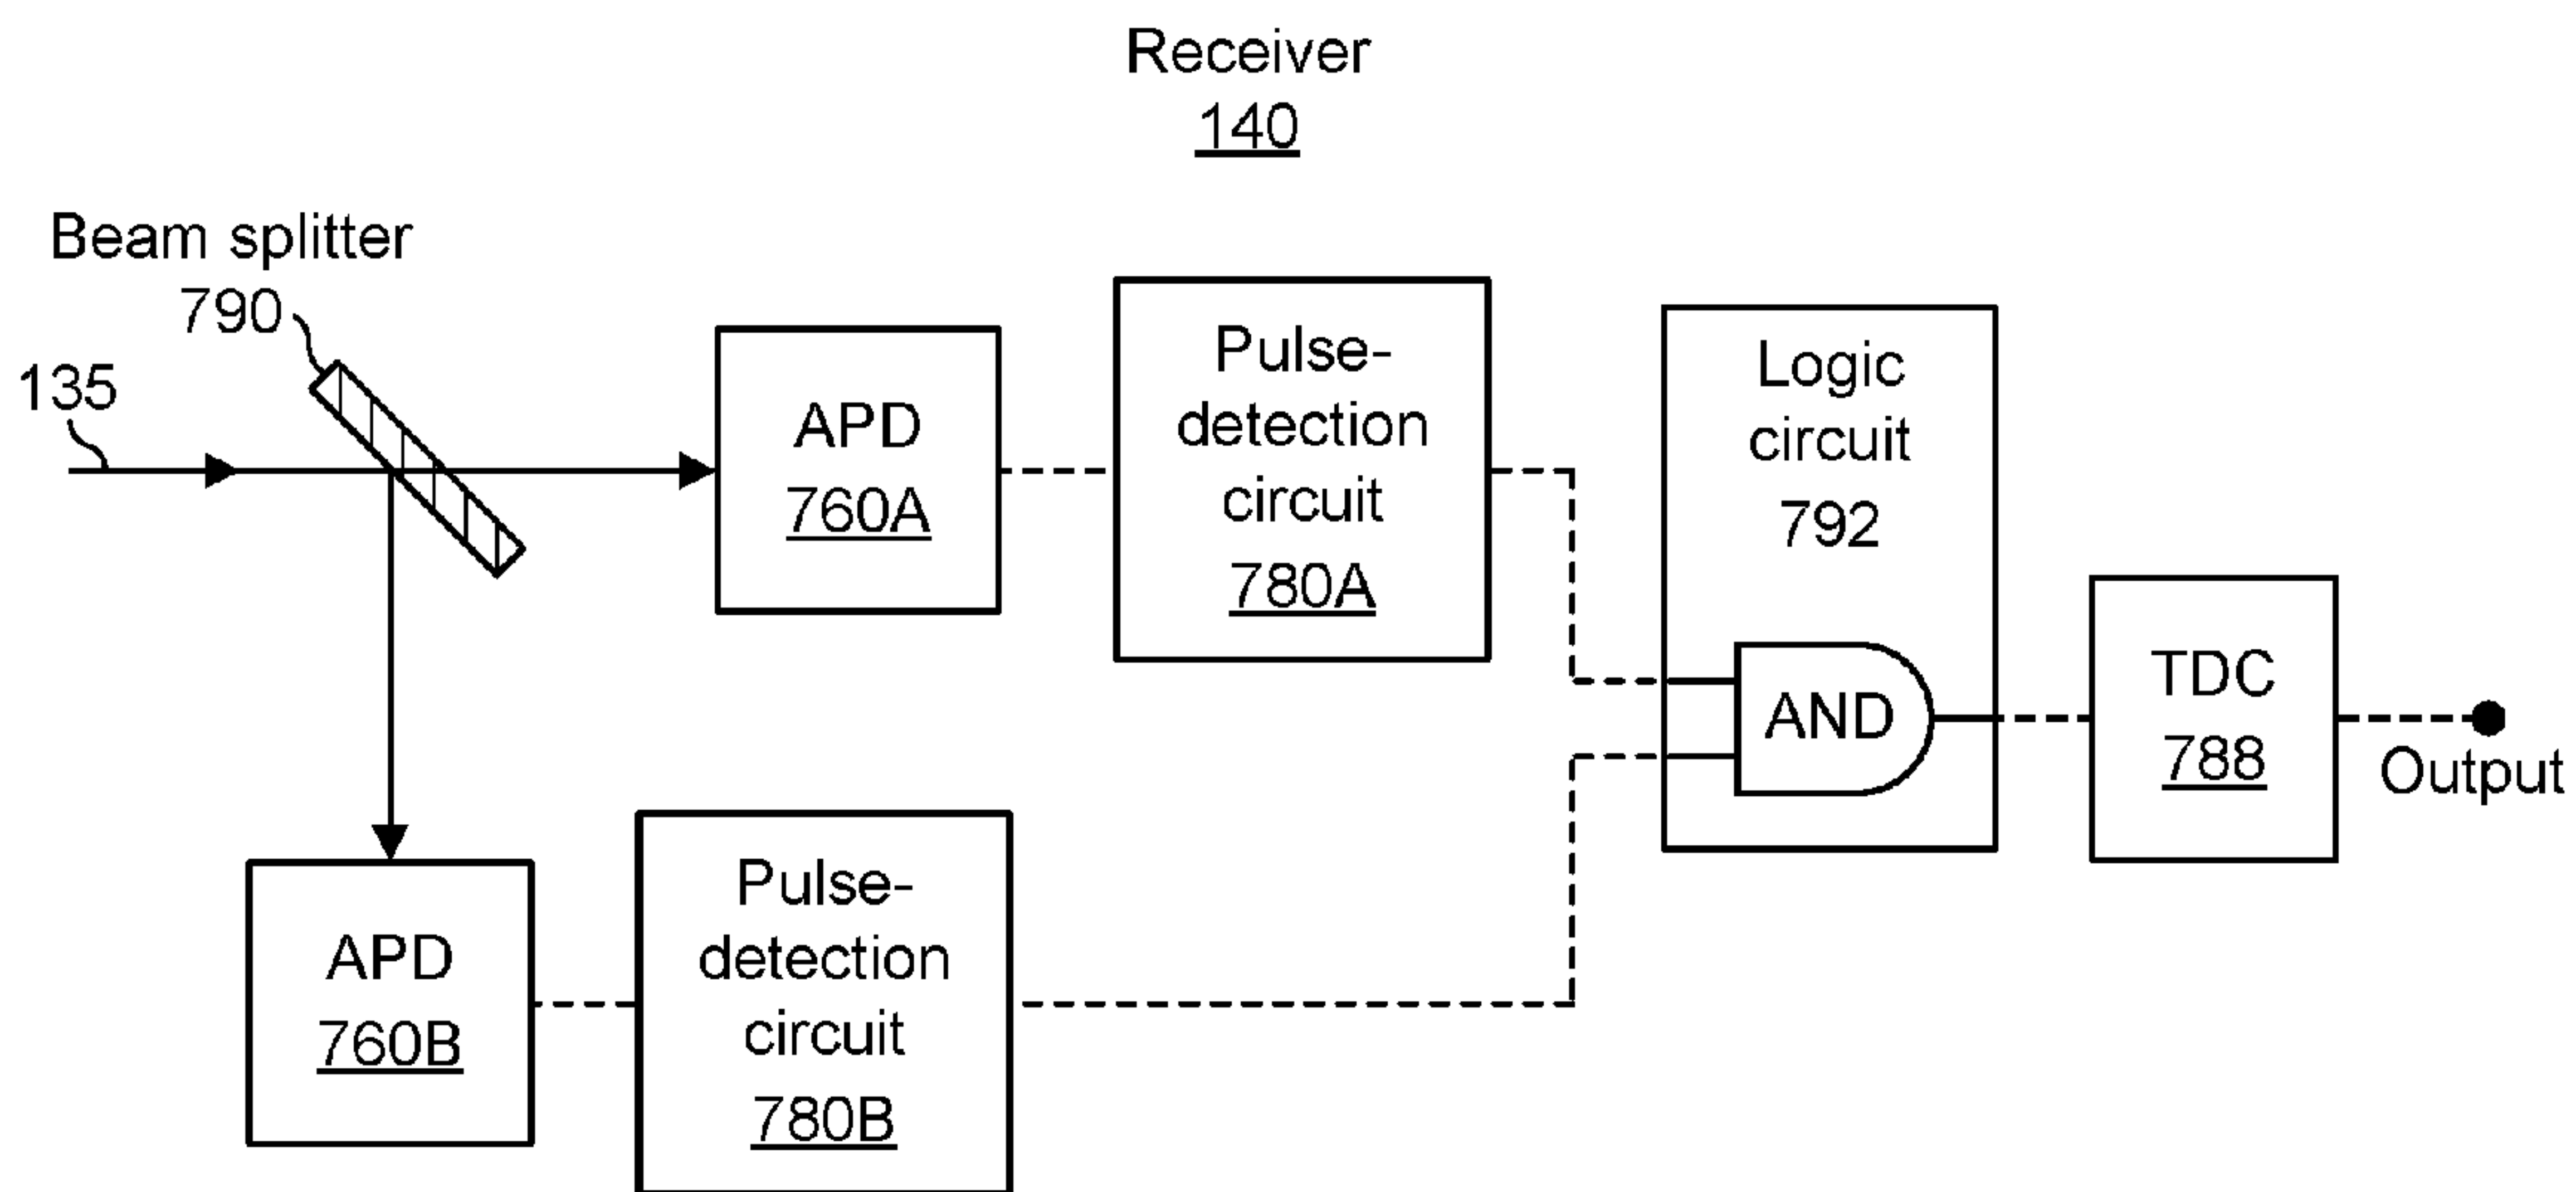 Receiver
140
Beam splitter
790
135
APD
760A
Pulse-
detection
circuit
780A
Logic
circuit
792
AND
TDC
788
Output
APD
760B
Pulse-
detection
circuit
780B